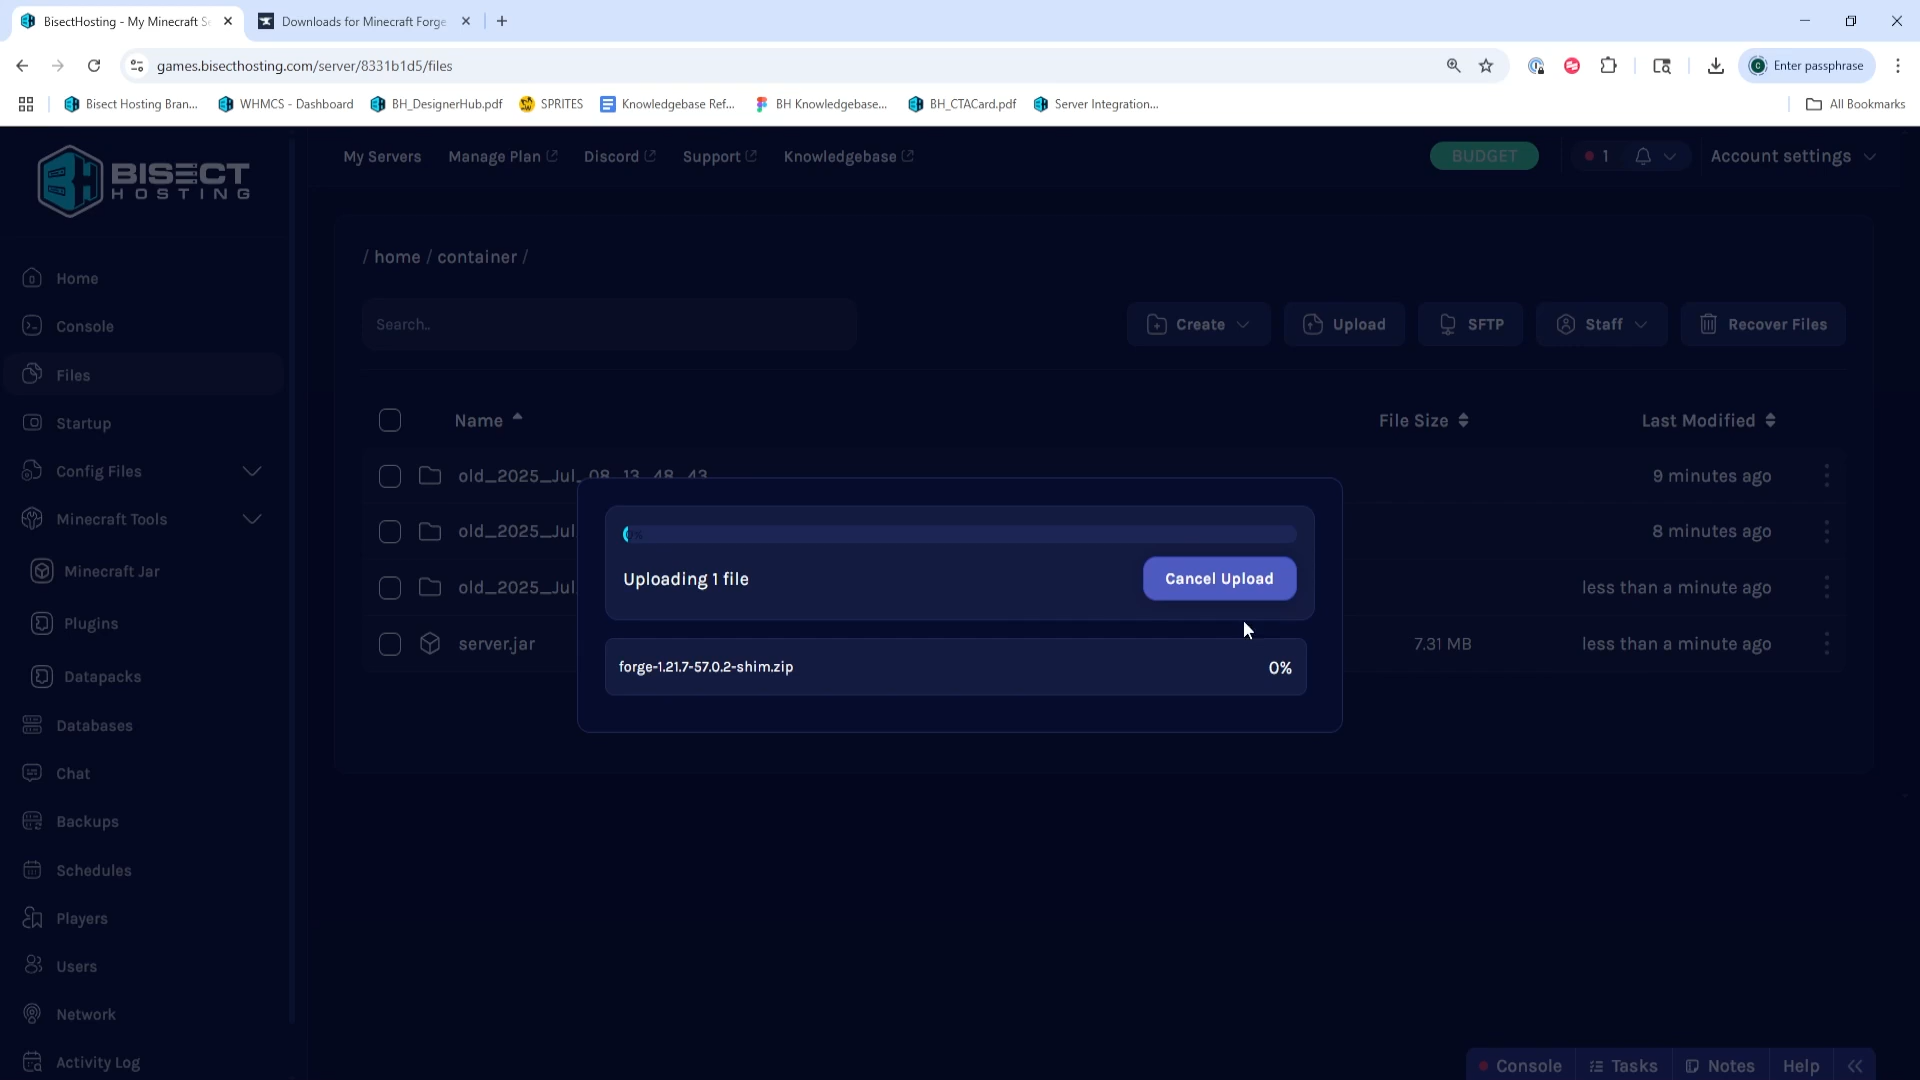 BisectHosting - My Minecraft Se
Downloads for Minecraft Forge
games.bisecthosting.com/server/8331b1d5/files
Enter passphrase
Bisect Hosting Bran...
WHMCS - Dashboard
BH_DesignerHub.pdf
SPRITES
Knowledgebase Ref...
BH Knowledgebase...
BH_CTACard.pdf
Server Integration...
All Bookmarks
BISECT
HOSTING
My Servers
Manage Plan
Discord
Support
Knowledgebase
BUDGET
1
Account settings
Home
Console
Files
Startup
Config Files
Minecraft Tools
Minecraft Jar
Plugins
Datapacks
Databases
Chat
Backups
Schedules
Players
Users
Network
Activity Log
/ home / container /
Search..
Create
Upload
SFTP
Staff
Recover Files
Name
File Size
Last Modified
old_2025_Jul_08_13_48_43
9 minutes ago
old_2025_Jul
8 minutes ago
old_2025_Jul
less than a minute ago
server.jar
7.31 MB
less than a minute ago
0%
Uploading 1 file
Cancel Upload
forge-1.21.7-57.0.2-shim.zip
0%
Console
Tasks
Notes
Help